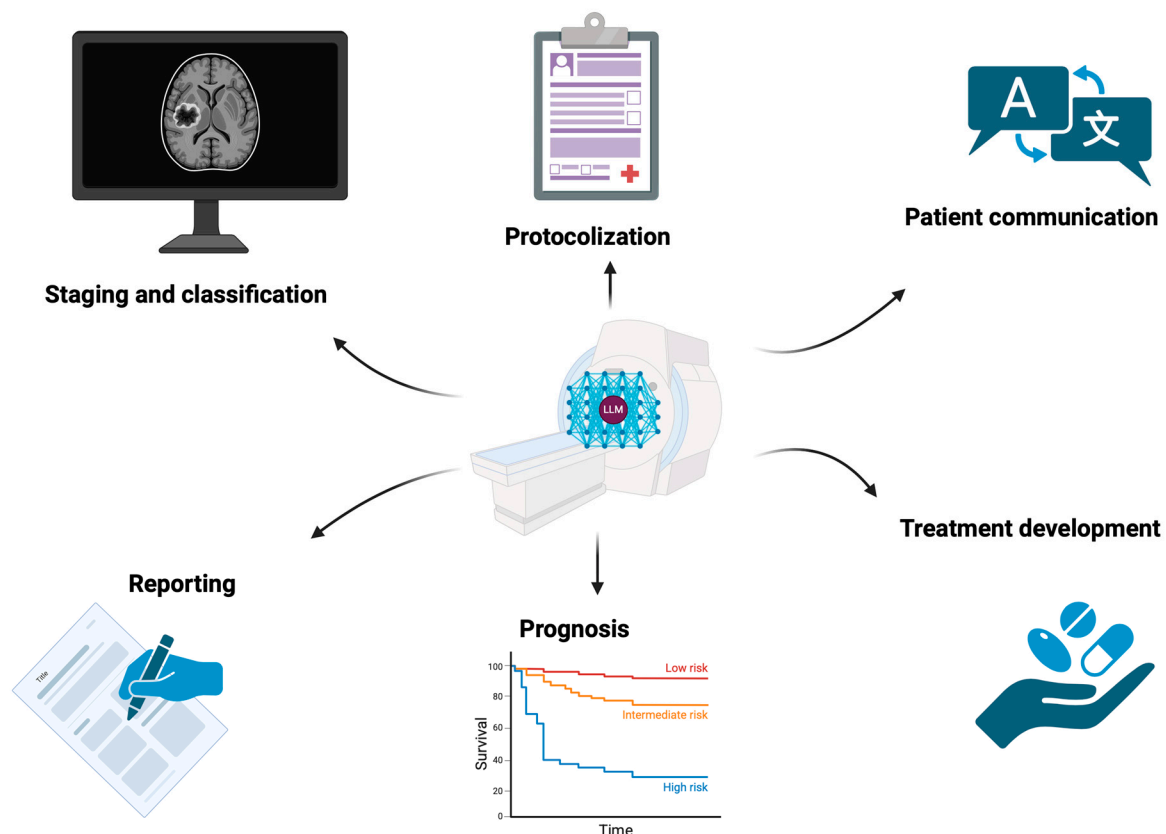 A
文
Protocolization
Patient communication
Staging and classification
LLM
Treatment development
Reporting
Title
Prognosis
100
80
60
40
20
0
Survival
Low risk
Intermediate risk
High risk
Time